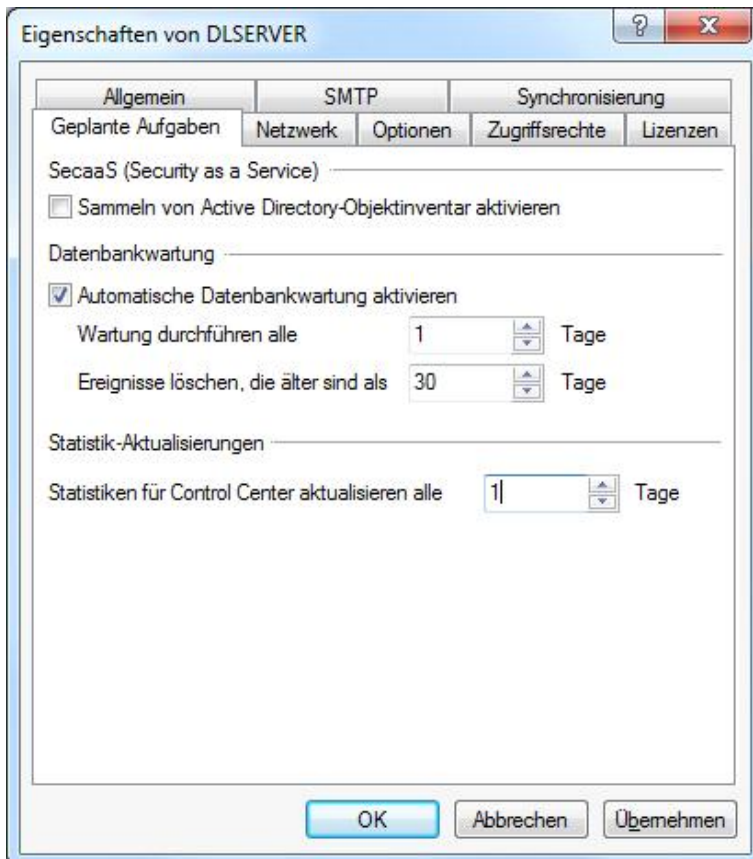 Eigenschaften von DLSERVER
Allgemein SMTP Synchronisierung
Geplante Aufgaben Netzwerk Optionen Zugriffsrechte Lizenzen
SecaaS (Security as a Service)
Sammeln von Active Directory-Objektinventar aktivieren
Datenbankwartung
Automatische Datenbankwartung aktivieren
Wartung durchführen alle 1 Tage
Ereignisse löschen, die älter sind als 30 Tage
Statistik-Aktualisierungen
Statistiken für Control Center aktualisieren alle 1 Tage
OK Abbrechen Übernehmen